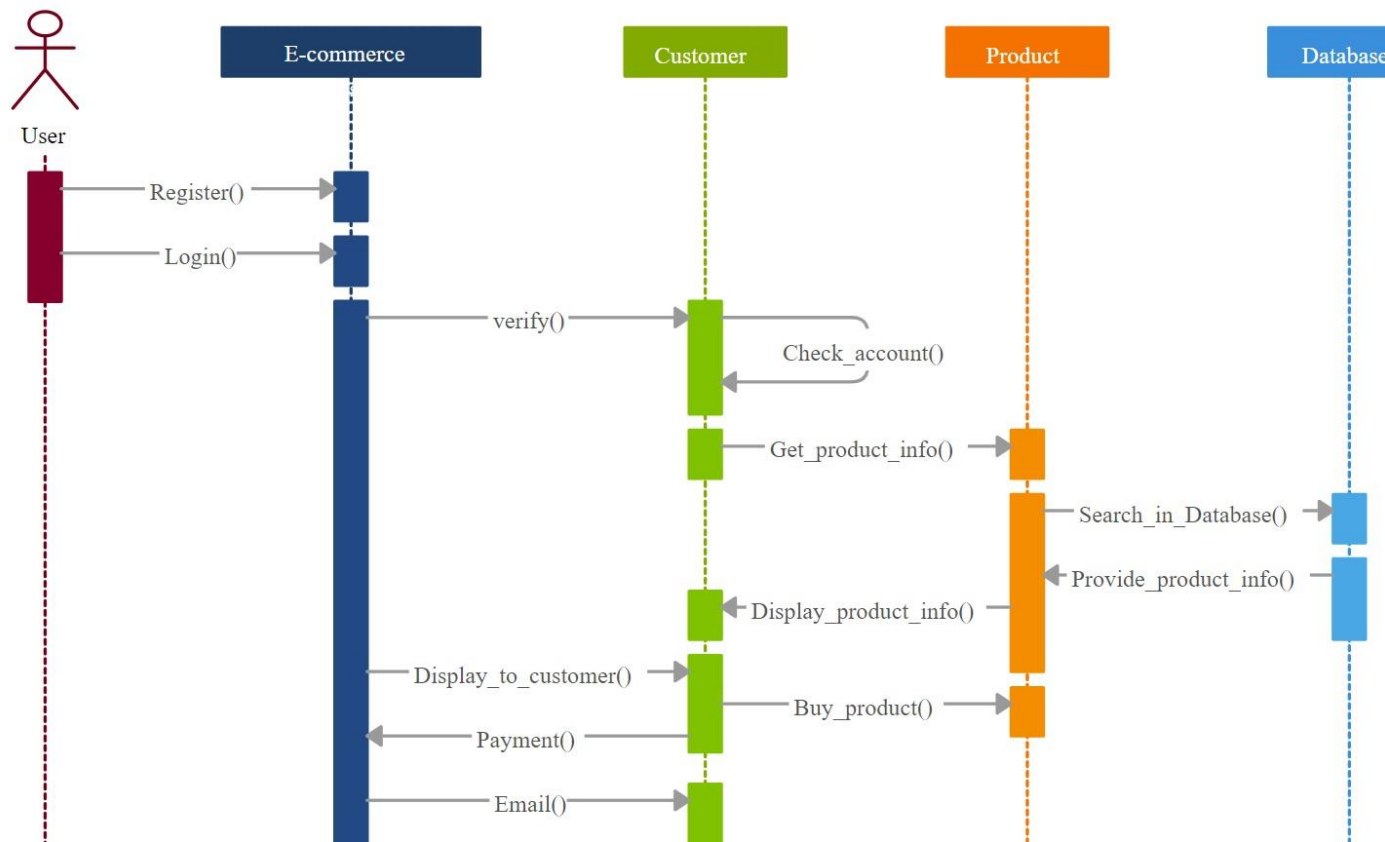 E-commerce
Customer
Product
Database
User
Register()
Login()
verify()
Check_account()
Get_product_info()
Search_in_Database()
Provide_product_info()
Display_product_info()
Display_to_customer()
Buy_product()
Payment()
Email()